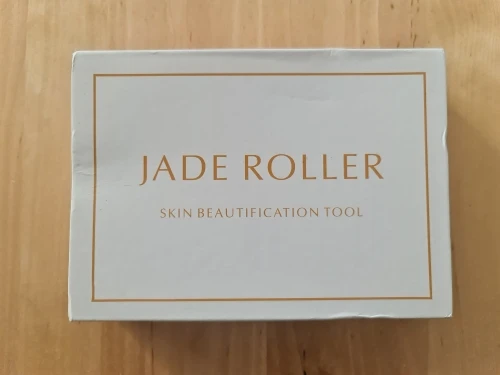 JADE ROLLER
SKIN BEAUTIFICATION TOOL